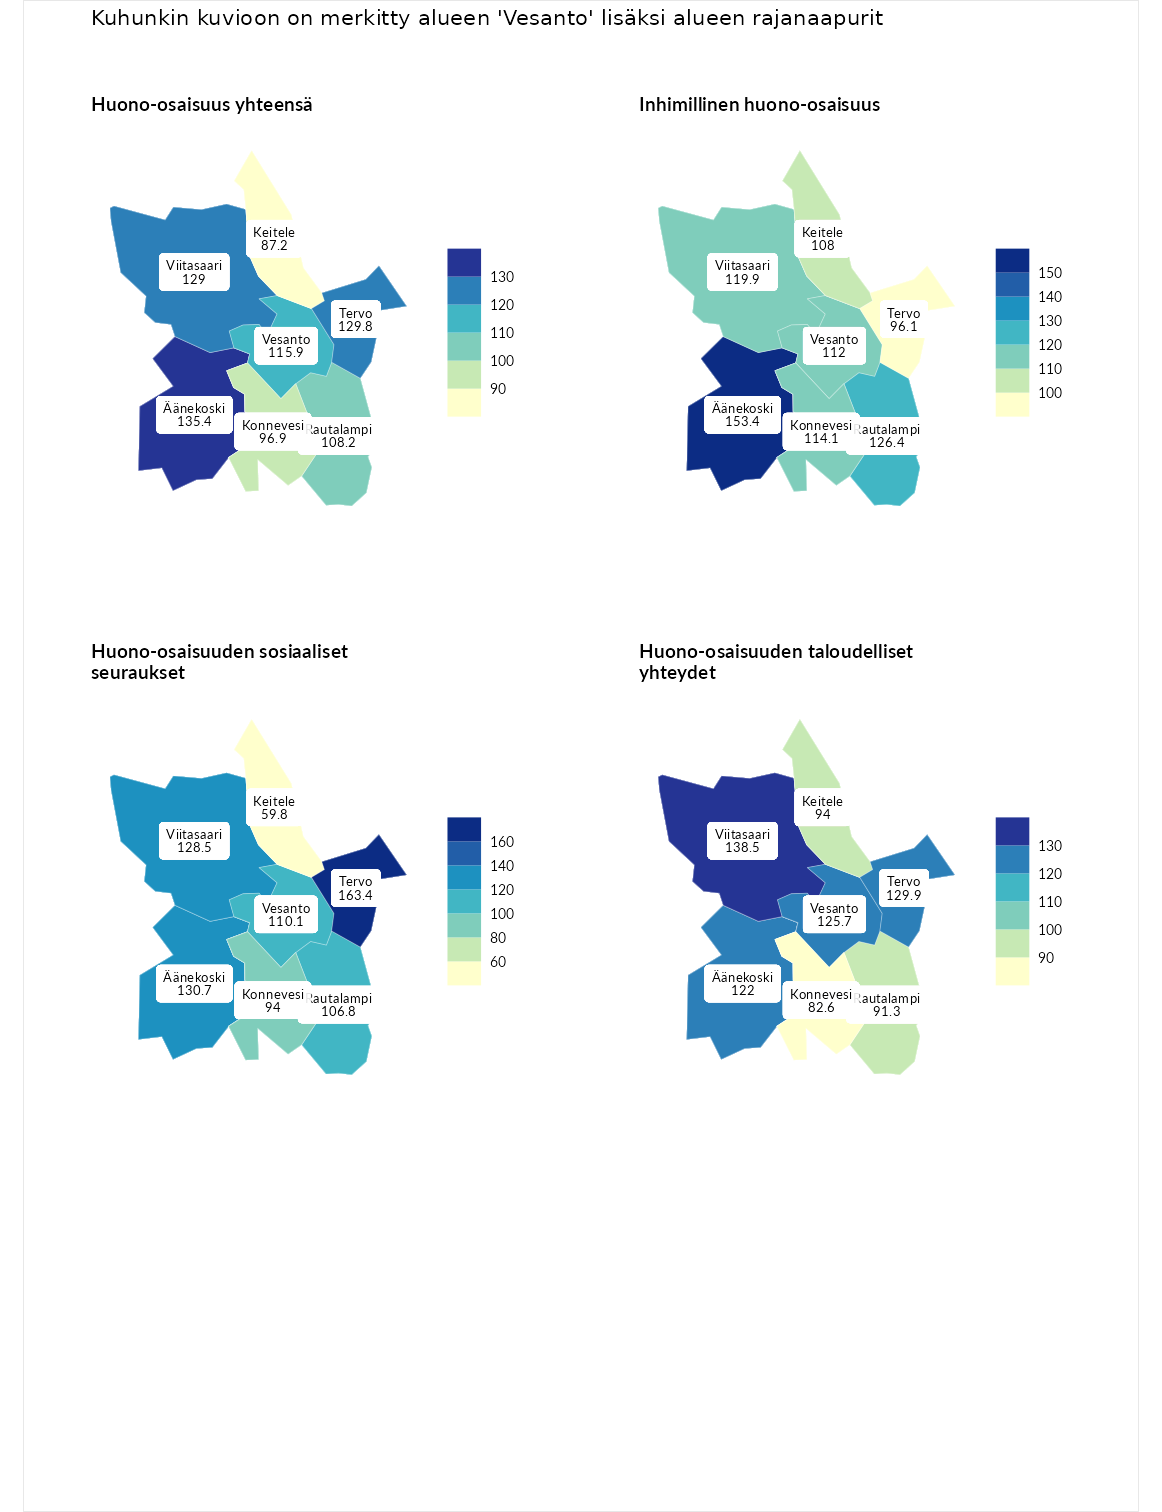 Kuhunkin kuvioon on merkitty alueen 'Vesanto' lisäksi alueen rajanaapurit
Huono-osaisuus yhteensä
Keitele
87.2
Viitasaari
129
Tervo
129.8
Vesanto
115.9
Äänekoski
135.4
Konnevesi
96.9
Rautalampi
108.2
130
120
110
100
90
Inhimillinen huono-osaisuus
Keitele
108
Viitasaari
119.9
Tervo
96.1
Vesanto
112
Äänekoski
153.4
Konnevesi
114.1
Rautalampi
126.4
150
140
130
120
110
100
Huono-osaisuuden sosiaaliset
seuraukset
Keitele
59.8
Viitasaari
128.5
Tervo
163.4
Vesanto
110.1
Äänekoski
130.7
Konnevesi
94
Rautalampi
106.8
160
140
120
100
80
60
Huono-osaisuuden taloudelliset
yhteydet
Keitele
94
Viitasaari
138.5
Tervo
129.9
Vesanto
125.7
Äänekoski
122
Konnevesi
82.6
Rautalampi
91.3
130
120
110
100
90